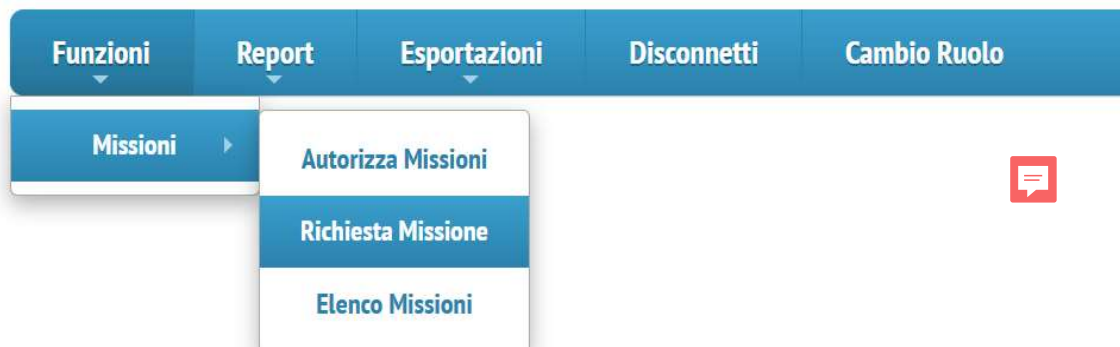 Funzioni Report Esportazioni Disconnetti Cambio Ruolo
Missioni
Autorizza Missioni
Richiesta Missione
Elenco Missioni